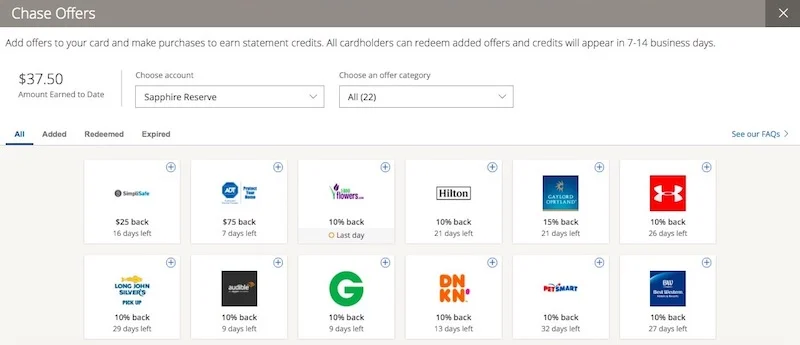 Chase Offers
Add offers to your card and make purchases to earn statement credits. All cardholders can redeem added offers and credits will appear in 7-14 business days.
$37.50
Amount Earned to Date
Choose account
Sapphire Reserve
Choose an offer category
All (22)
All Added Redeemed Expired
See our FAQs
SimpliSafe
$25 back
16 days left
ADT
Protect Your Home
$75 back
7 days left
1800 flowers.com
10% back
Last day
Hilton
10% back
21 days left
GAYLORD OPRYLAND
15% back
21 days left
10% back
26 days left
LONG JOHN
SILVER'S
PICK UP
10% back
29 days left
audible
10% back
9 days left
G
10% back
9 days left
DN
KN'
10% back
13 days left
PETSMART
10% back
32 days left
BW
Best Western
Hotels & Resorts
10% back
27 days left